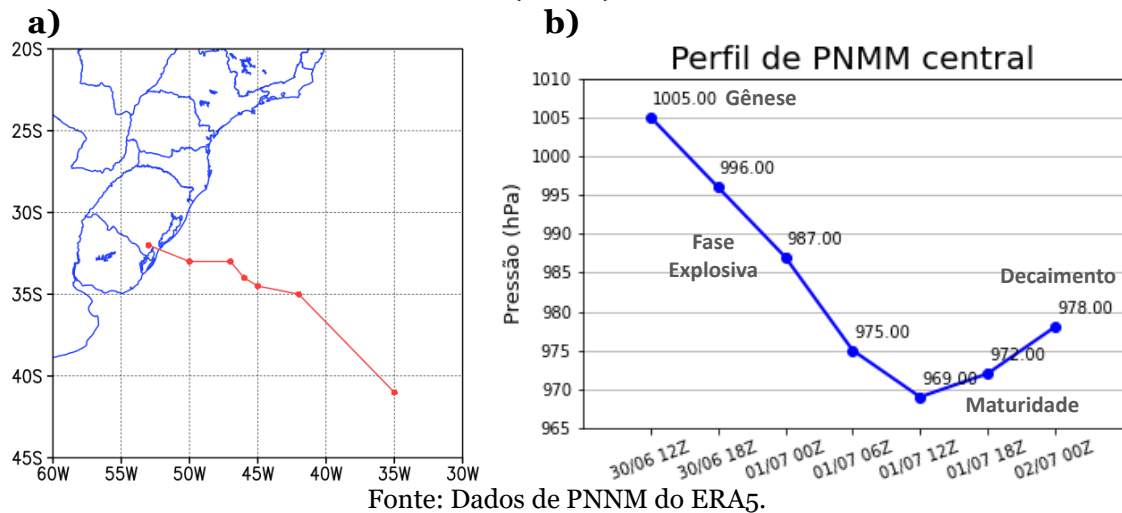 a)
20S
25S
30S
35S
40S
45S
60W 55W 50W 45W 40W 35W 30W
b)
Perfil de PNMM central
Pressão (hPa)
1010
1005
1000
995
990
985
980
975
970
965
1005.00 Gênese
996.00
987.00
Fase
Explosiva
975.00
969.00
Maturidade
972.00
Decaimento
978.00
30/06 12Z 30/06 18Z 01/07 00Z 01/07 06Z 01/07 12Z 01/07 18Z 02/07 00Z
Fonte: Dados de PNNM do ERA5.